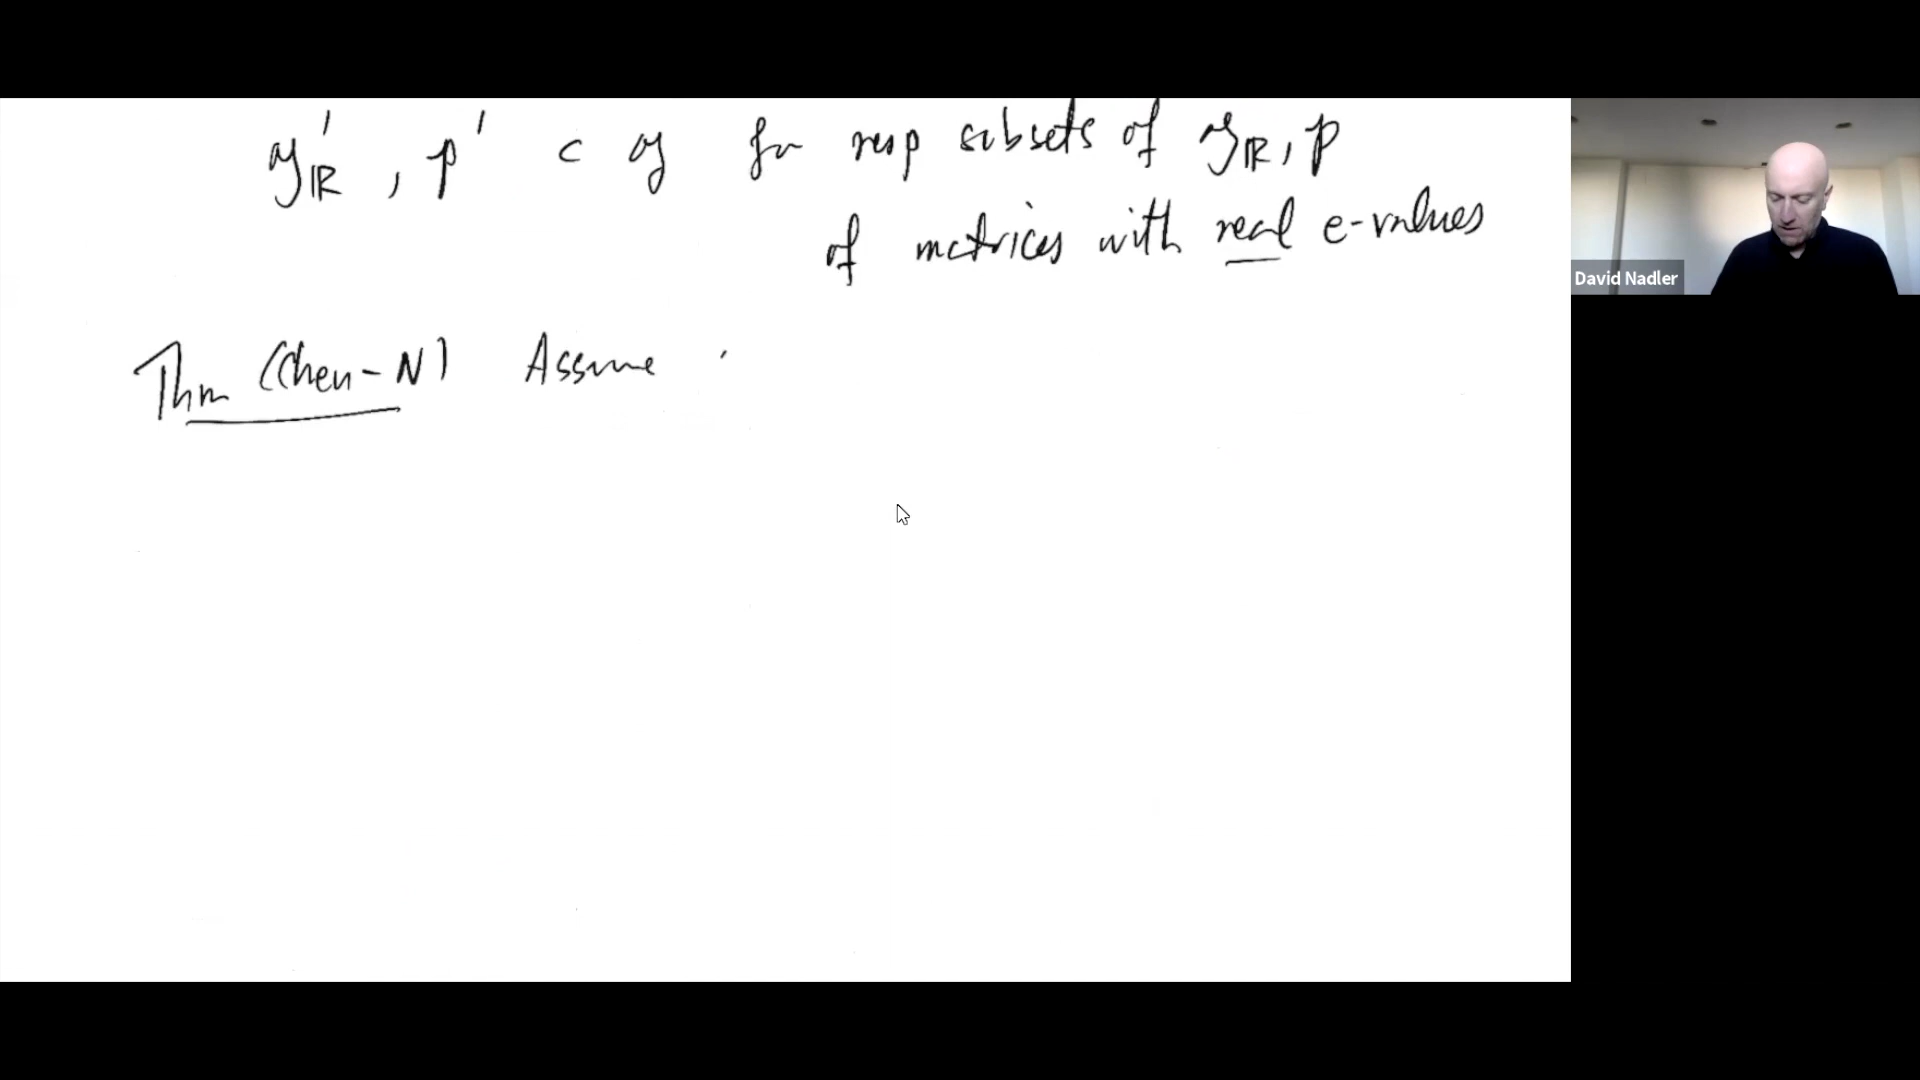 𝔤'_ℝ , 𝔭' ⊂ 𝔤 for resp subsets of 𝔤_ℝ, 𝔭
of matrices with real e-values
Thm (Chen-N) Assume
David Nadler